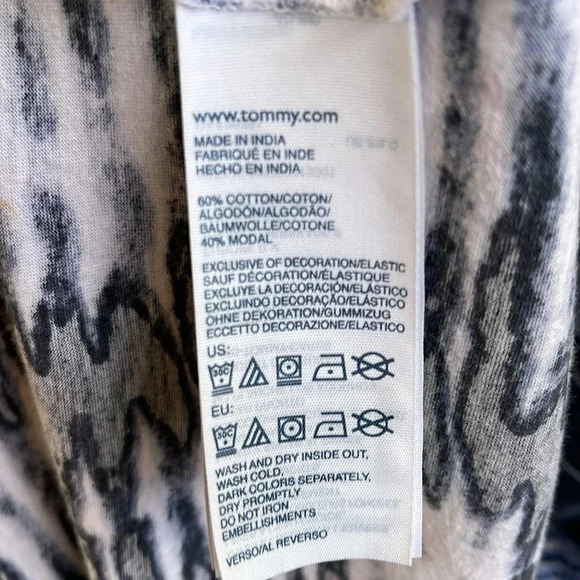 www.tommy.com
MADE IN INDIA
FABRIQUÉ EN INDE
HECHO EN INDIA
60% COTTON/COTON/
ALGODÓN/ALGODÃO/
BAUMWOLLE/COTONE
40% MODAL
EXCLUSIVE OF DECORATION/ELASTIC
SAUF DÉCORATION/ÉLASTIQUE
EXCLUYE LA DECORACIÓN/ELÁSTICO
EXCLUINDO DECORAÇÃO/ELÁSTICO
OHNE DEKORATION/GUMMIZUG
ECCETTO DECORAZIONE/ELASTICO
US:
EU:
WASH AND DRY INSIDE OUT,
WASH COLD,
DARK COLORS SEPARATELY,
DRY PROMPTLY
DO NOT IRON
EMBELLISHMENTS
VERSO/AL REVERSO